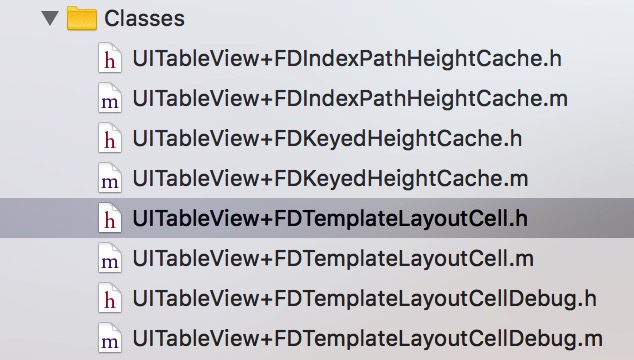 Classes
h UITableView+FDIndexPathHeightCache.h
m UITableView+FDIndexPathHeightCache.m
h UITableView+FDKeyedHeightCache.h
m UITableView+FDKeyedHeightCache.m
h UITableView+FDTemplateLayoutCell.h
m UITableView+FDTemplateLayoutCell.m
h UITableView+FDTemplateLayoutCellDebug.h
m UITableView+FDTemplateLayoutCellDebug.m